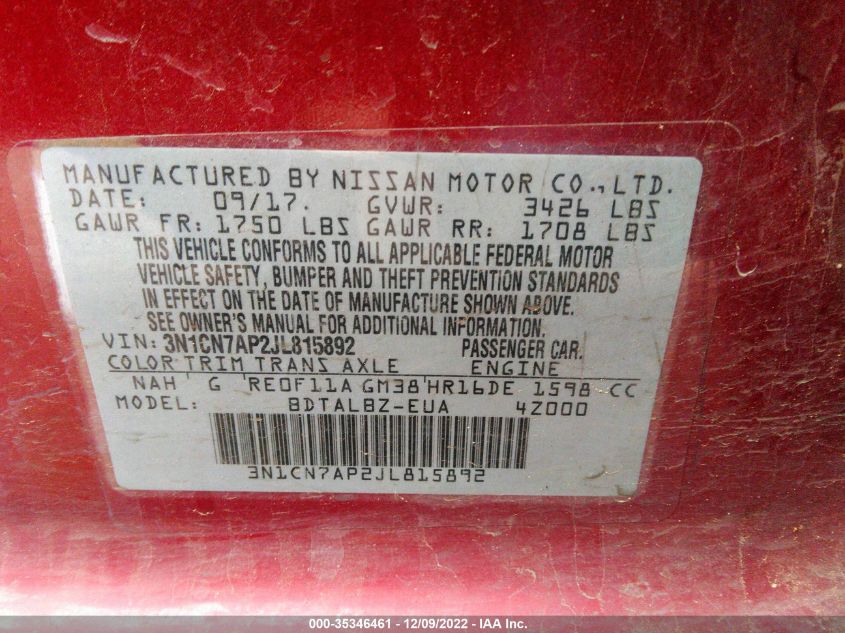 MANUFACTURED BY NISSAN MOTOR CO., LTD.
DATE: 09/17. GVWR: 3426 LBS
GAWR FR: 1750 LBS GAWR RR: 1708 LBS
THIS VEHICLE CONFORMS TO ALL APPLICABLE FEDERAL MOTOR
VEHICLE SAFETY, BUMPER AND THEFT PREVENTION STANDARDS
IN EFFECT ON THE DATE OF MANUFACTURE SHOWN ABOVE.
SEE OWNER'S MANUAL FOR ADDITIONAL INFORMATION.
VIN: 3N1CN7AP2JL815892 PASSENGER CAR.
COLOR TRIM TRANS AXLE ENGINE
NAH G RE0F11A GM38 HR16DE 1598 CC
MODEL: BDTALBZ-EUA 4Z000
3N1CN7AP2JL815892
000-35346461 - 12/09/2022 - IAA Inc.